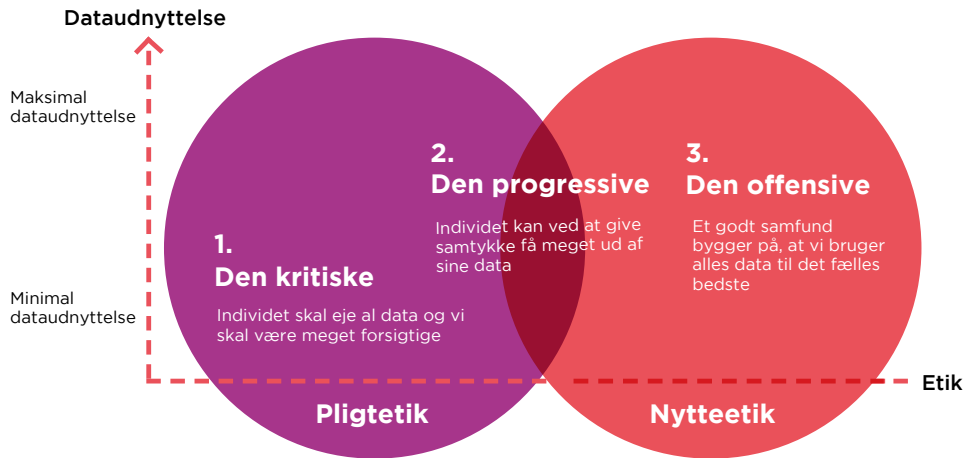 Dataudnyttelse
Maksimal
dataudnyttelse
Minimal
dataudnyttelse
1.
Den kritiske
Individet skal eje al data og vi
skal være meget forsigtige
2.
Den progressive
Individet kan ved at give
samtykke få meget ud af
sine data
3.
Den offensive
Et godt samfund
bygger på, at vi bruger
alles data til det fælles
bedste
Etik
Pligtetik
Nytteetik